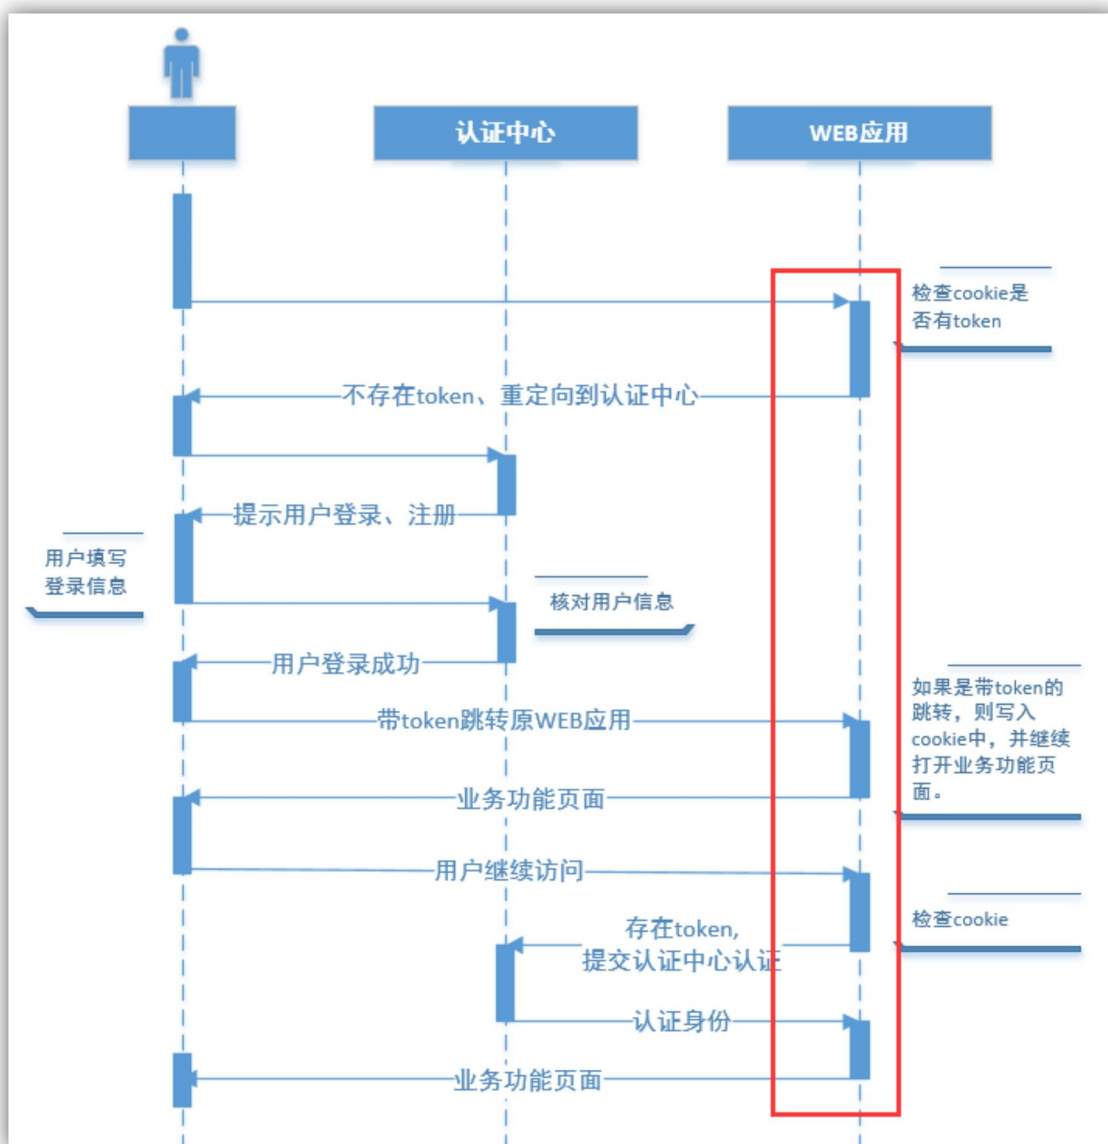 认证中心
WEB应用
检查cookie是
否有token
不存在token、重定向到认证中心
提示用户登录、注册
用户填写
登录信息
核对用户信息
用户登录成功
如果是带token的
跳转，则写入
cookie中，并继续
打开业务功能页
面。
带token跳转原WEB应用
业务功能页面
用户继续访问
检查cookie
存在token,
提交认证中心认证
认证身份
业务功能页面